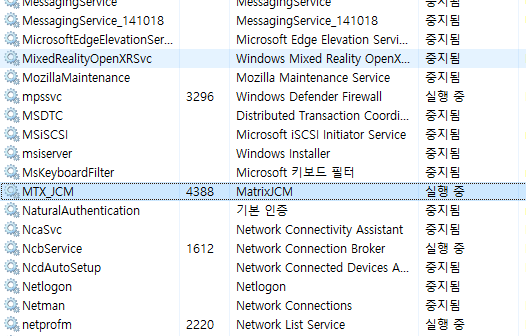 MessagingService MessagingService 중지됨
MessagingService_141018 MessagingService_141018 중지됨
MicrosoftEdgeElevationSer... Microsoft Edge Elevation Servi... 중지됨
MixedRealityOpenXRSvc Windows Mixed Reality OpenX... 중지됨
MozillaMaintenance Mozilla Maintenance Service 중지됨
mpssvc 3296 Windows Defender Firewall 실행 중
MSDTC Distributed Transaction Coordi... 중지됨
MSiSCSI Microsoft iSCSI Initiator Service 중지됨
msiserver Windows Installer 중지됨
MsKeyboardFilter Microsoft 키보드 필터 중지됨
MTX_JCM 4388 MatrixJCM 실행 중
NaturalAuthentication 기본 인증 중지됨
NcaSvc Network Connectivity Assistant 중지됨
NcbService 1612 Network Connection Broker 실행 중
NcdAutoSetup Network Connected Devices A... 중지됨
Netlogon Netlogon 중지됨
Netman Network Connections 중지됨
netprofm 2220 Network List Service 실행 중